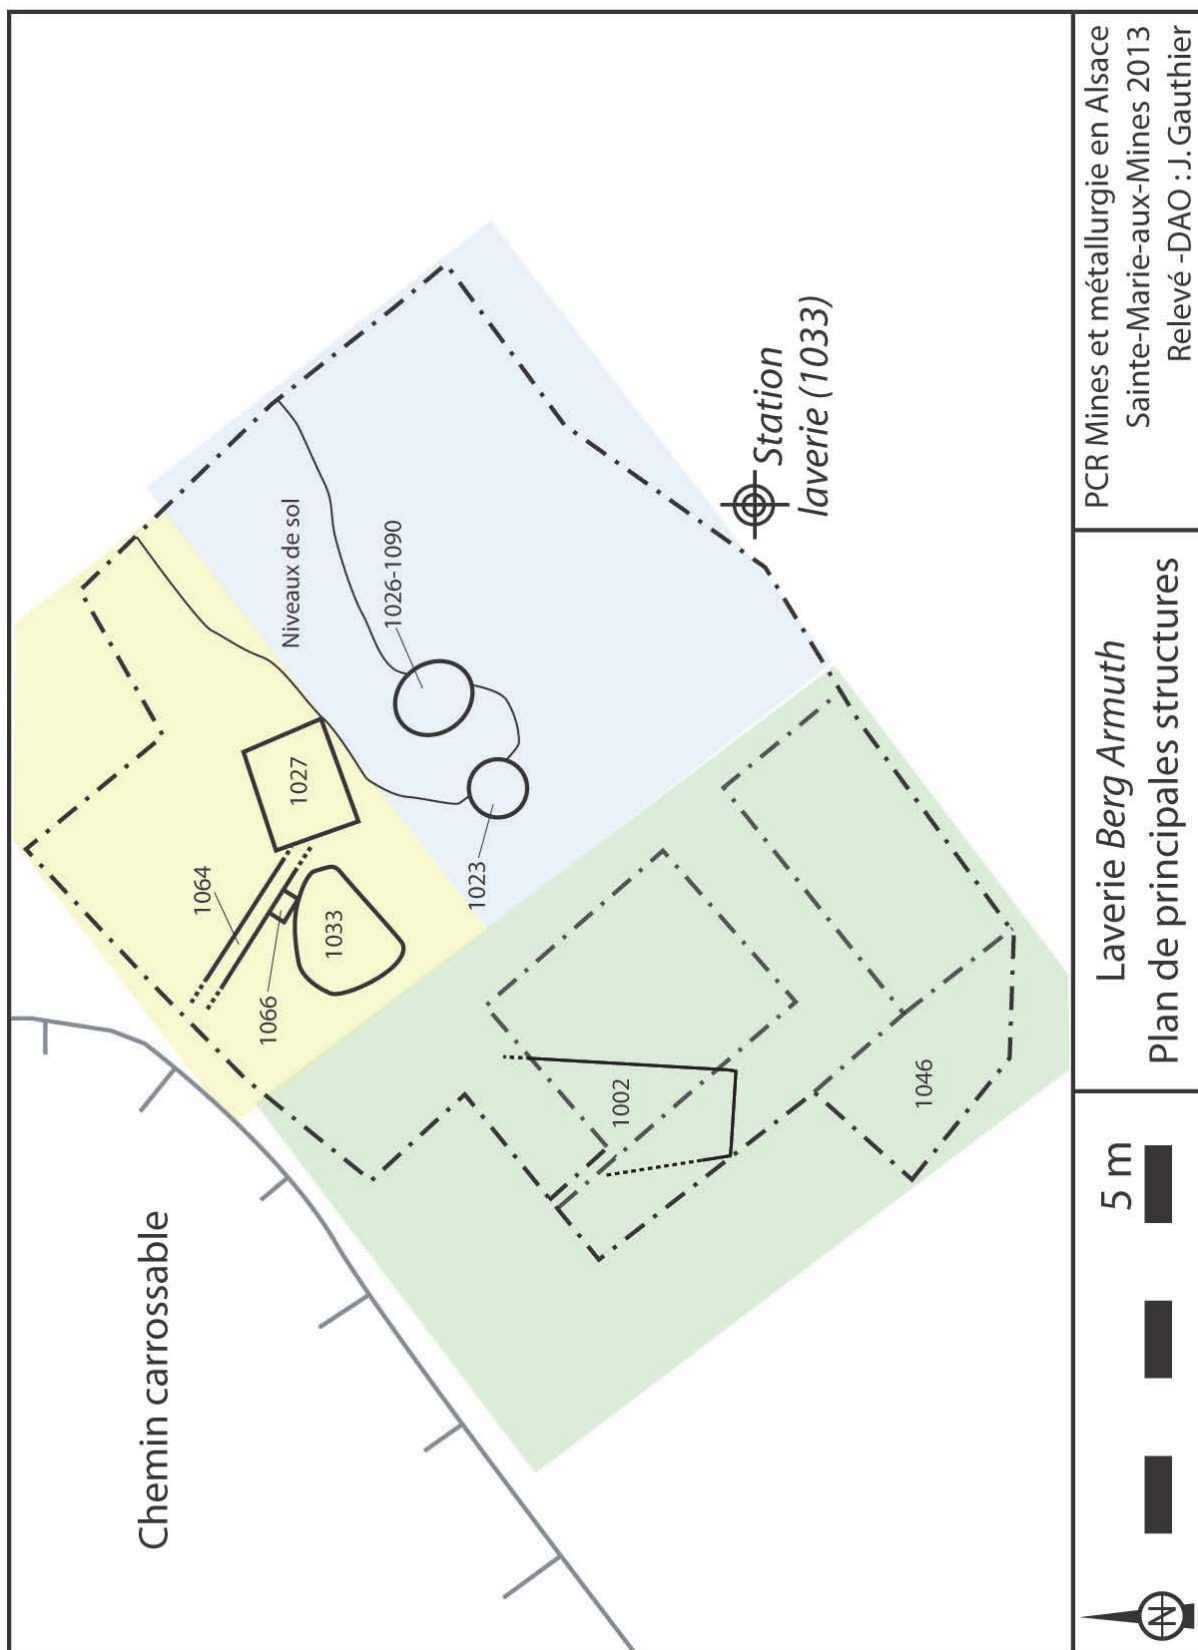 Chemin carrossable
1064
1066
1033
1027
Niveaux de sol
1026-1090
1023
1002
1046
Station
laverie (1033)
N
5 m
Laverie Berg Armuth
Plan de principales structures
PCR Mines et métallurgie en Alsace
Sainte-Marie-aux-Mines 2013
Relevé -DAO : J. Gauthier